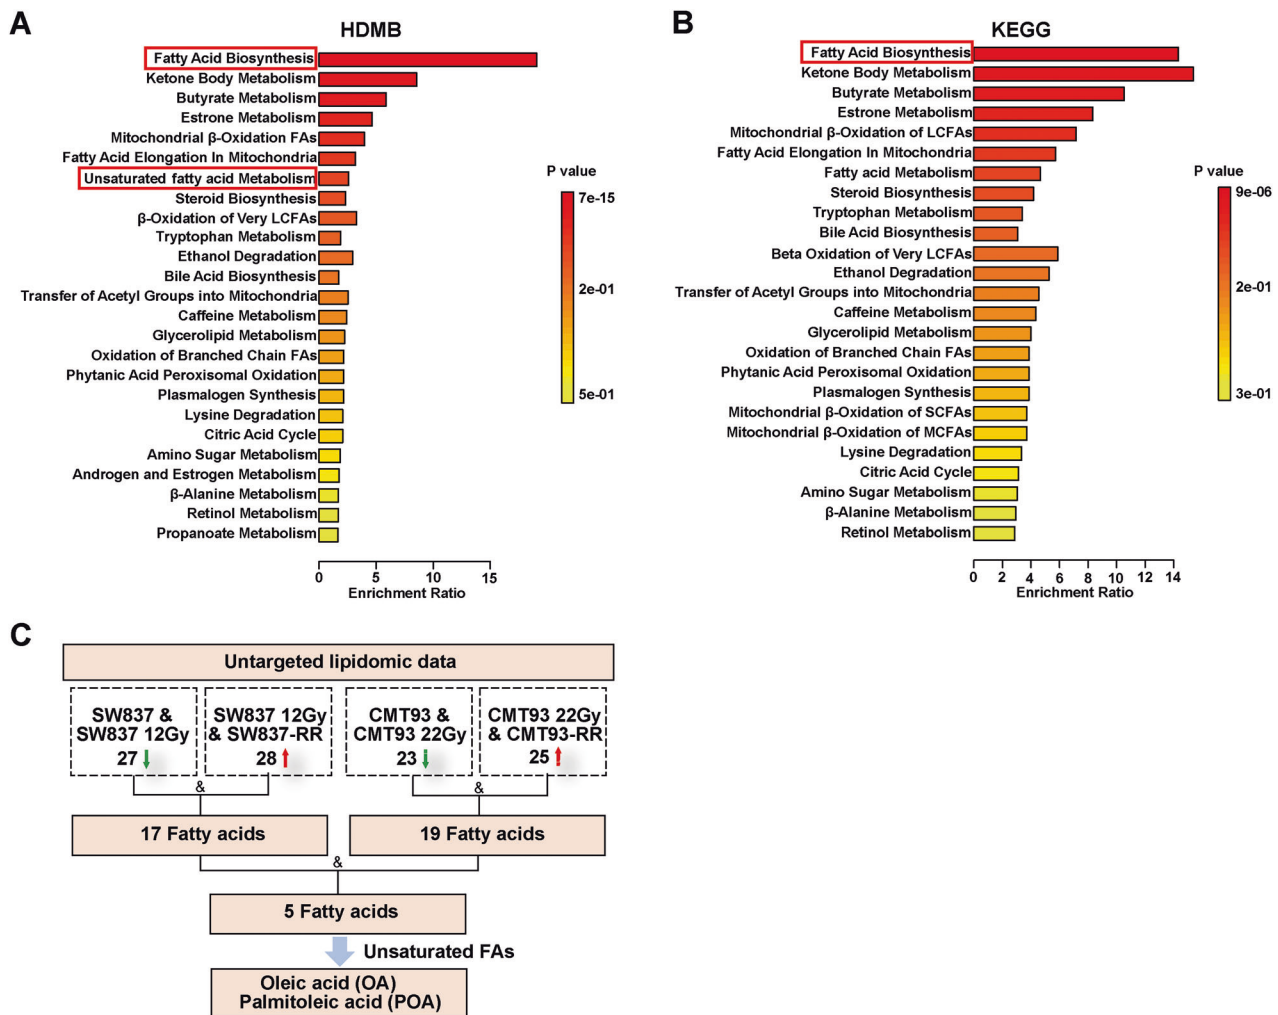 A
HDMB
Fatty Acid Biosynthesis
Ketone Body Metabolism
Butyrate Metabolism
Estrone Metabolism
Mitochondrial β-Oxidation FAs
Fatty Acid Elongation In Mitochondria
Unsaturated fatty acid Metabolism
Steroid Biosynthesis
β-Oxidation of Very LCFAs
Tryptophan Metabolism
Ethanol Degradation
Bile Acid Biosynthesis
Transfer of Acetyl Groups into Mitochondria
Caffeine Metabolism
Glycerolipid Metabolism
Oxidation of Branched Chain FAs
Phytanic Acid Peroxisomal Oxidation
Plasmalogen Synthesis
Lysine Degradation
Citric Acid Cycle
Amino Sugar Metabolism
Androgen and Estrogen Metabolism
β-Alanine Metabolism
Retinol Metabolism
Propanoate Metabolism
0 5 10 15
Enrichment Ratio
P value
7e-15
2e-01
5e-01
B
KEGG
Fatty Acid Biosynthesis
Ketone Body Metabolism
Butyrate Metabolism
Estrone Metabolism
Mitochondrial β-Oxidation of LCFAs
Fatty Acid Elongation In Mitochondria
Fatty acid Metabolism
Steroid Biosynthesis
Tryptophan Metabolism
Bile Acid Biosynthesis
Beta Oxidation of Very LCFAs
Ethanol Degradation
Transfer of Acetyl Groups into Mitochondria
Caffeine Metabolism
Glycerolipid Metabolism
Oxidation of Branched Chain FAs
Phytanic Acid Peroxisomal Oxidation
Plasmalogen Synthesis
Mitochondrial β-Oxidation of SCFAs
Mitochondrial β-Oxidation of MCFAs
Lysine Degradation
Citric Acid Cycle
Amino Sugar Metabolism
β-Alanine Metabolism
Retinol Metabolism
0 2 4 6 8 10 12 14
Enrichment Ratio
P value
9e-06
2e-01
3e-01
C
Untargeted lipidomic data
SW837 &
SW837 12Gy
27
SW837 12Gy
& SW837-RR
28
CMT93 &
CMT93 22Gy
23
CMT93 22Gy
& CMT93-RR
25
&
&
17 Fatty acids
19 Fatty acids
&
5 Fatty acids
Unsaturated FAs
Oleic acid (OA)
Palmitoleic acid (POA)